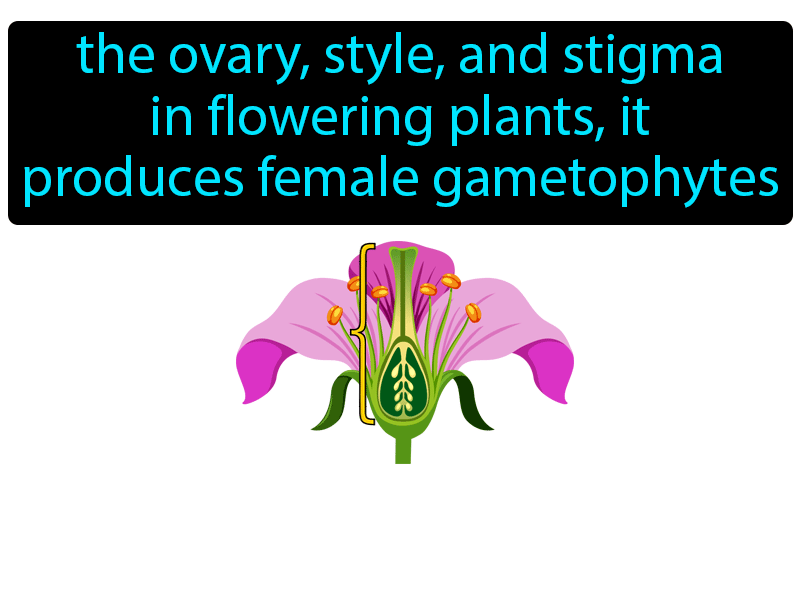 the ovary, style, and stigma
in flowering plants, it
produces female gametophytes